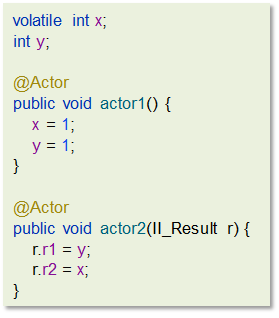 volatile int x;
int y;
@Actor
public void actor1() {
x = 1;
y = 1;
}
@Actor
public void actor2(II_Result r) {
r.r1 = y;
r.r2 = x;
}